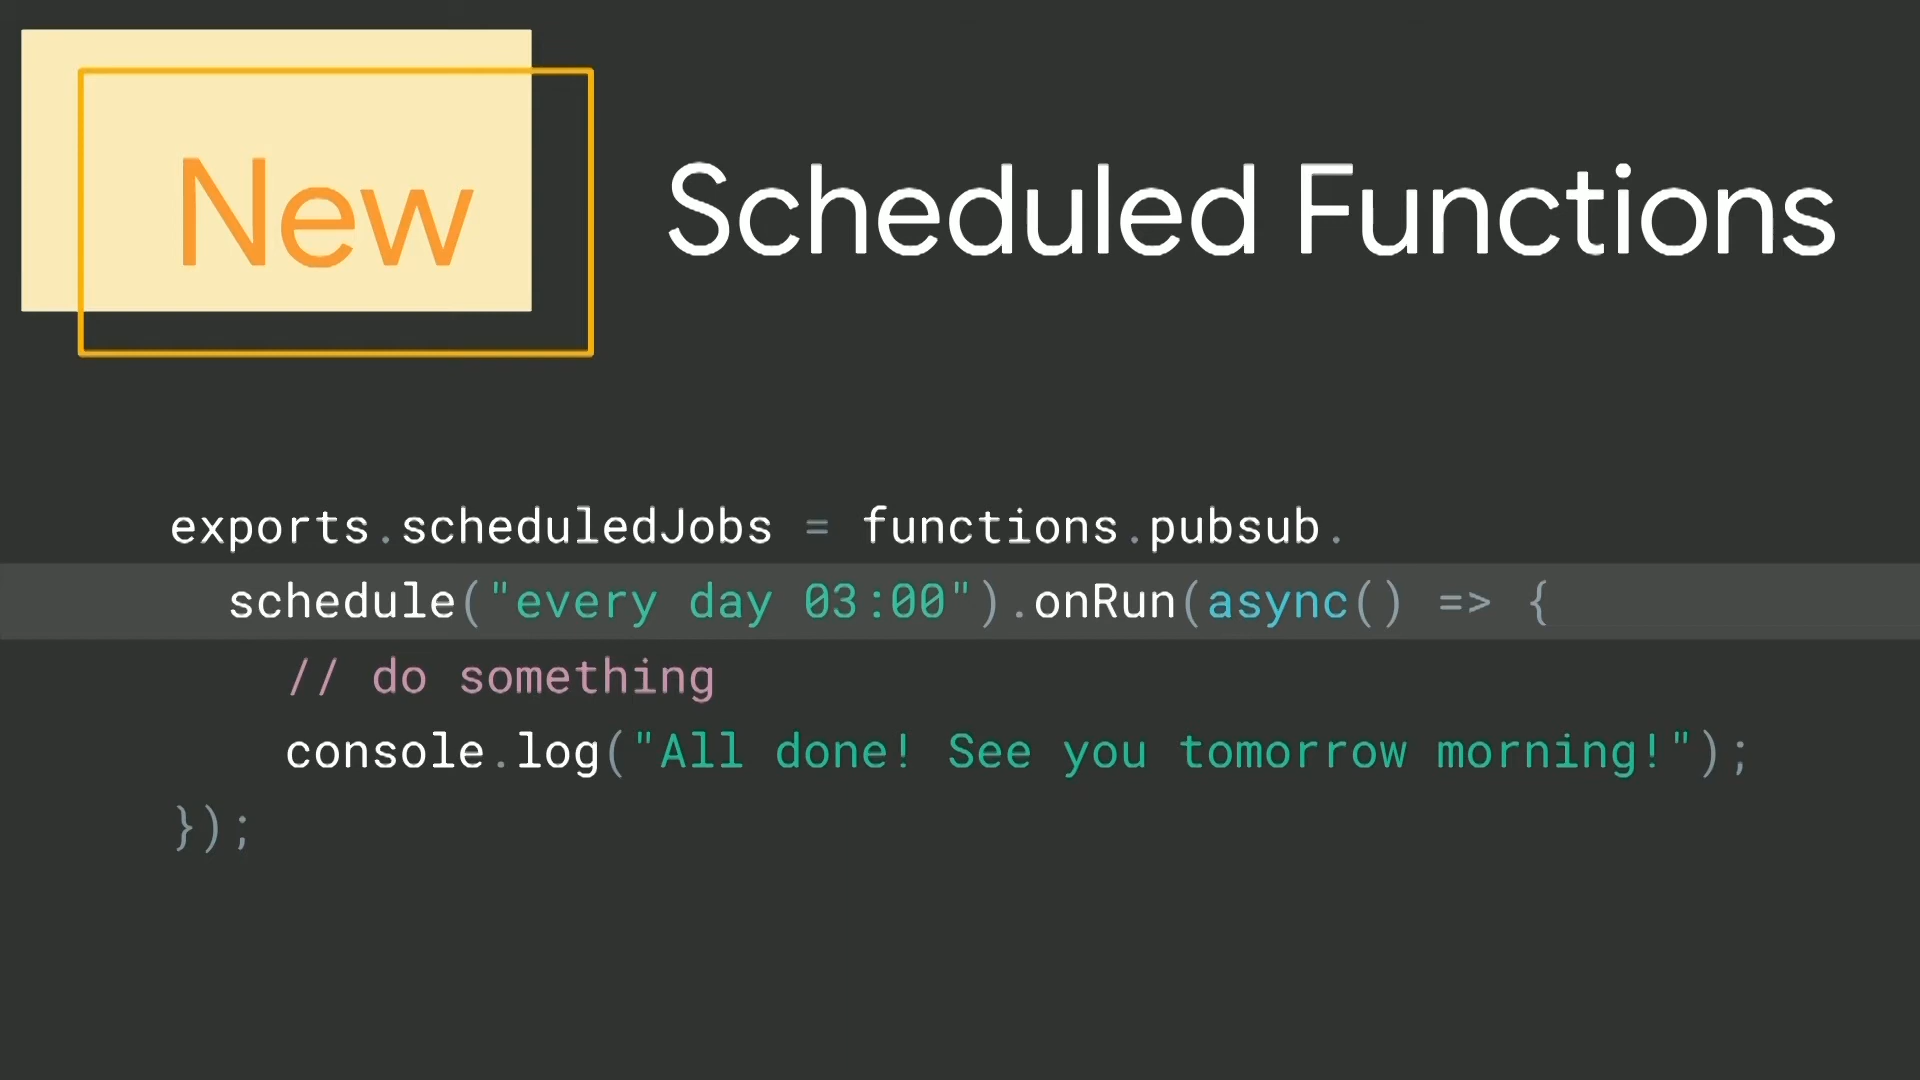 New
Scheduled Functions
exports.scheduledJobs = functions.pubsub.
schedule("every day 03:00").onRun(async() => {
// do something
console.log("All done! See you tomorrow morning!");
});